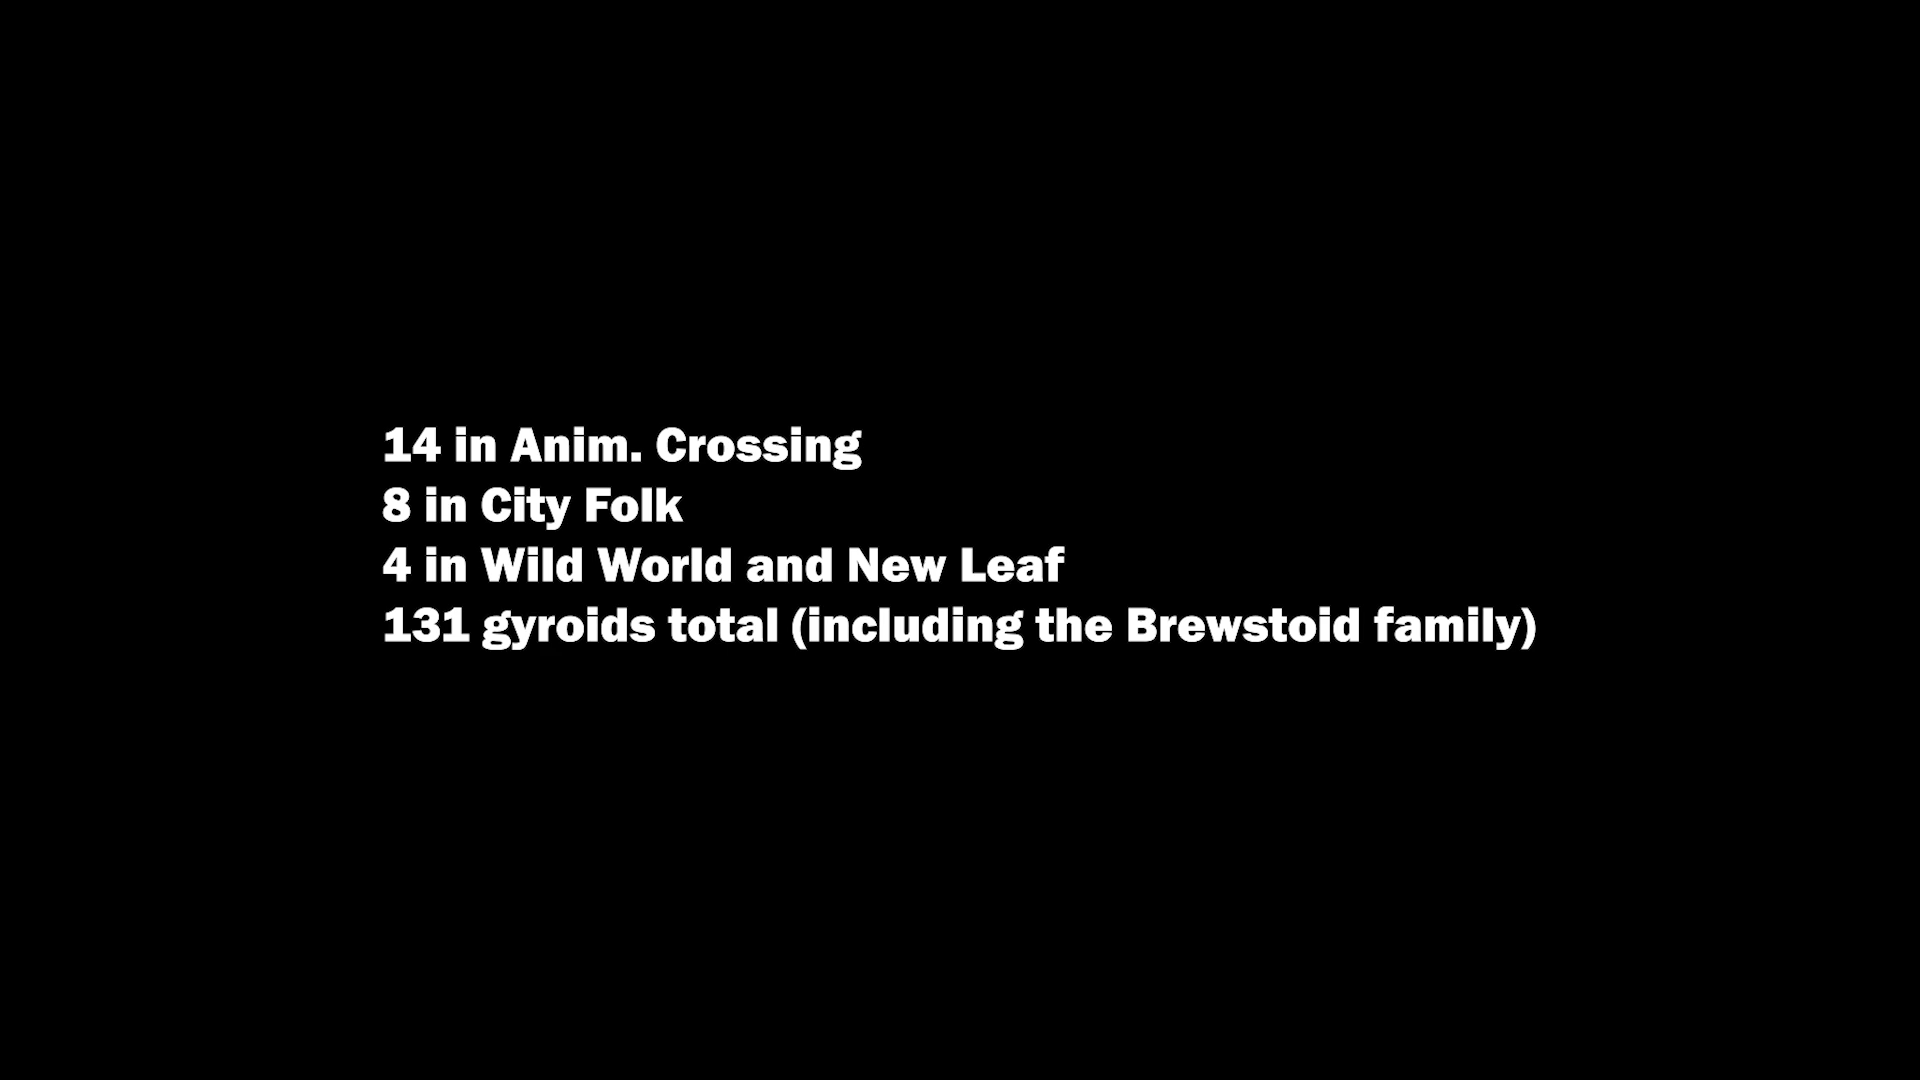 14 in Anim. Crossing
8 in City Folk
4 in Wild World and New Leaf
131 gyroids total (including the Brewstoid family)